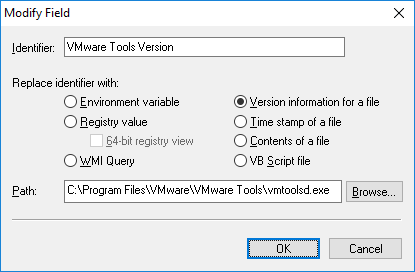 Modify Field
Identifier: VMware Tools Version
Replace identifier with:
Environment variable
Version information for a file
Registry value
Time stamp of a file
64-bit registry view
Contents of a file
WMI Query
VB Script file
Path: C:\Program Files\VMware\VMware Tools\vmtoolsd.exe Browse...
OK Cancel